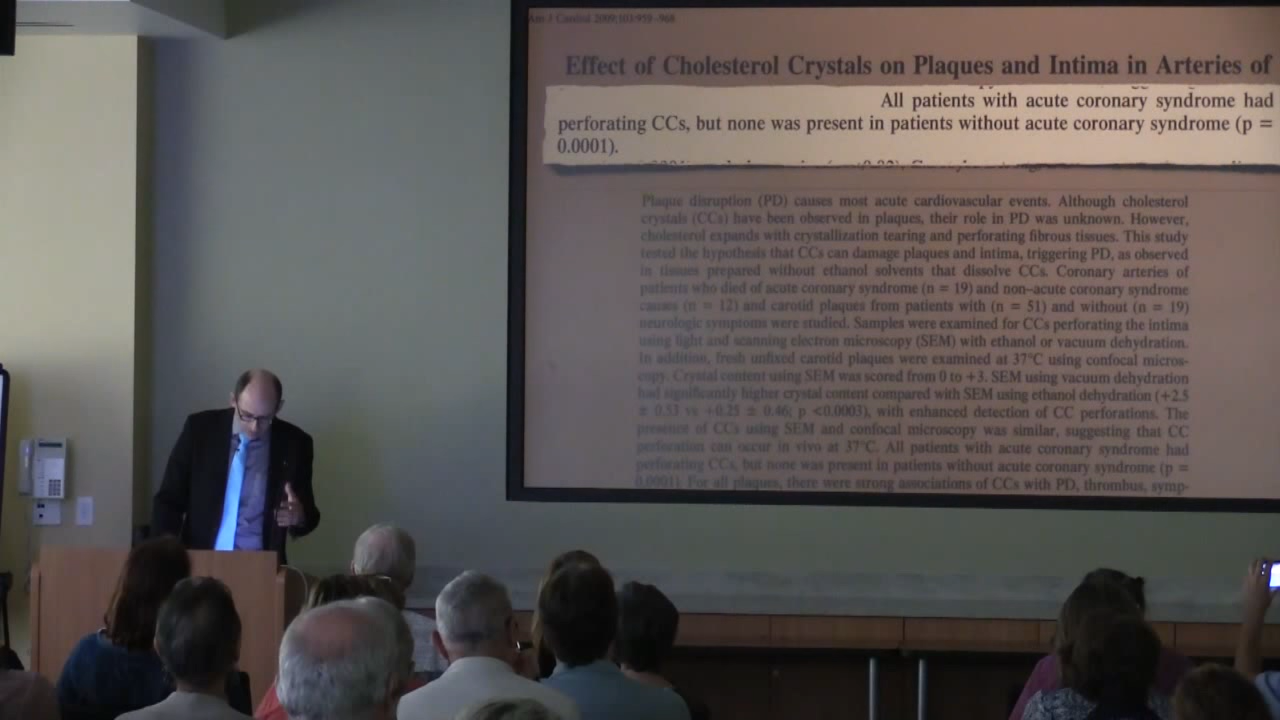 Am J Cardiol 2009;103:959–968
Effect of Cholesterol Crystals on Plaques and Intima in Arteries of
All patients with acute coronary syndrome had
perforating CCs, but none was present in patients without acute coronary syndrome (p =
0.0001).
Plaque disruption (PD) causes most acute cardiovascular events. Although cholesterol
crystals (CCs) have been observed in plaques, their role in PD was unknown. However,
cholesterol expands with crystallization tearing and perforating fibrous tissues. This study
tested the hypothesis that CCs can damage plaques and intima, triggering PD, as observed
in tissues prepared without ethanol solvents that dissolve CCs. Coronary arteries of
patients who died of acute coronary syndrome (n = 19) and non–acute coronary syndrome
causes (n = 12) and carotid plaques from patients with (n = 51) and without (n = 19)
neurologic symptoms were studied. Samples were examined for CCs perforating the intima
using light and scanning electron microscopy (SEM) with ethanol or vacuum dehydration.
In addition, fresh unfixed carotid plaques were examined at 37°C using confocal micros-
copy. Crystal content using SEM was scored from 0 to +3. SEM using vacuum dehydration
had significantly higher crystal content compared with SEM using ethanol dehydration (+2.5
± 0.53 vs +0.25 ± 0.46; p <0.0003), with enhanced detection of CC perforations. The
presence of CCs using SEM and confocal microscopy was similar, suggesting that CC
perforation can occur in vivo at 37°C. All patients with acute coronary syndrome had
perforating CCs, but none was present in patients without acute coronary syndrome (p =
0.0001). For all plaques, there were strong associations of CCs with PD, thrombus, symp-